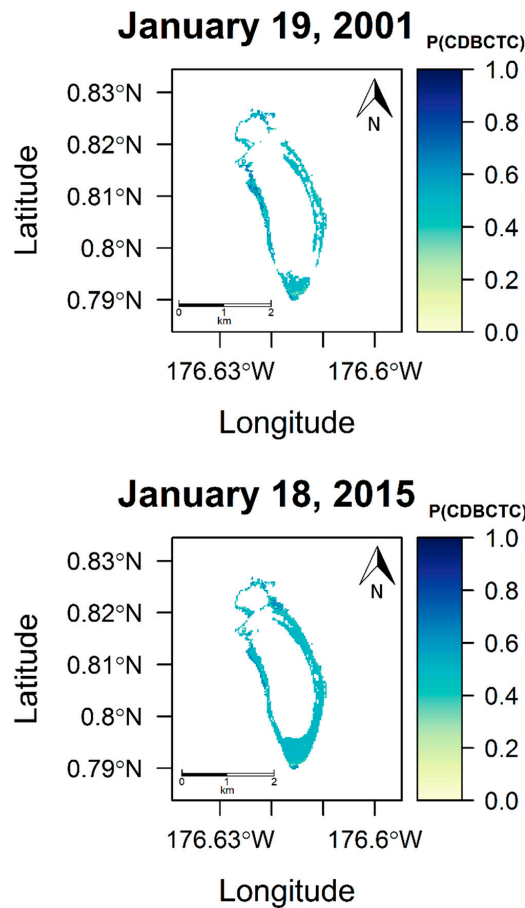 January 19, 2001
P(CDBCTC)
N
0.83°N
0.82°N
0.81°N
0.8°N
0.79°N
Latitude
0 1 2
km
176.63°W 176.6°W
Longitude
1.0
0.8
0.6
0.4
0.2
0.0
January 18, 2015
P(CDBCTC)
N
0.83°N
0.82°N
0.81°N
0.8°N
0.79°N
Latitude
0 1 2
km
176.63°W 176.6°W
Longitude
1.0
0.8
0.6
0.4
0.2
0.0